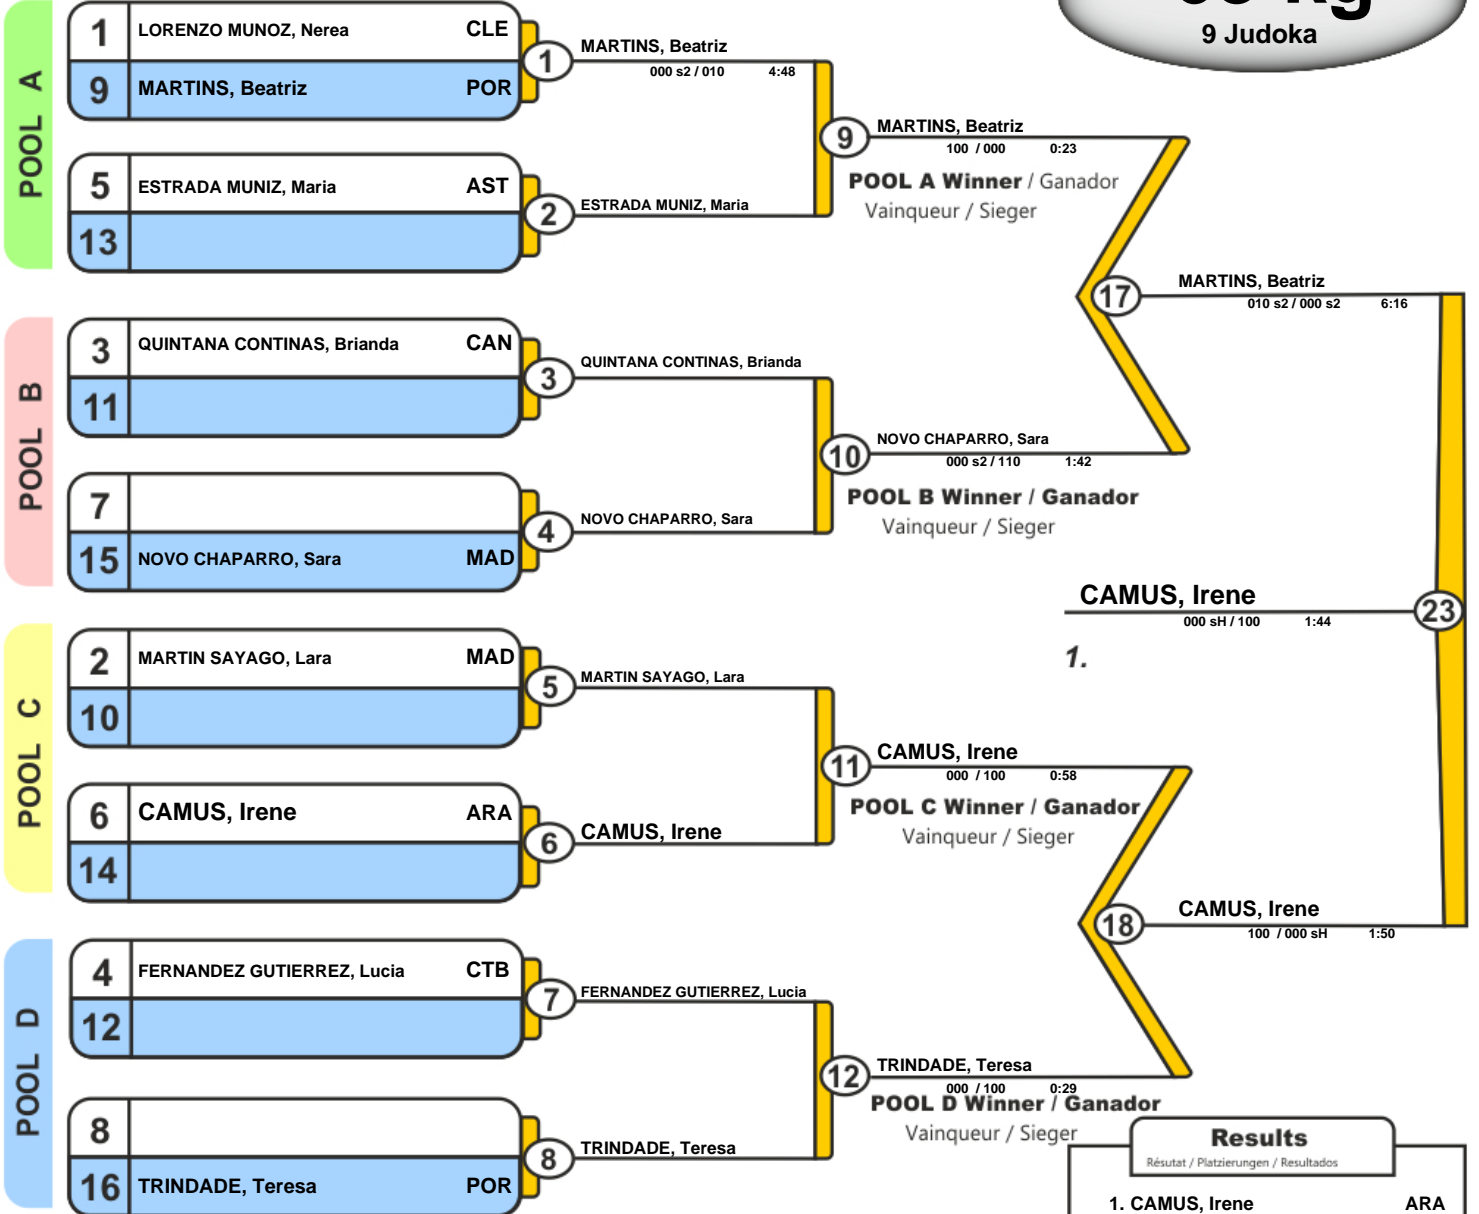 9 Judoka
POOL A
1 LORENZO MUNOZ, Nerea CLE
9 MARTINS, Beatriz POR
1
MARTINS, Beatriz
000 s2 / 010 4:48
5 ESTRADA MUNIZ, Maria AST
13
2
ESTRADA MUNIZ, Maria
9
MARTINS, Beatriz
100 / 000 0:23
POOL A Winner / Ganador
Vainqueur / Sieger
POOL B
3 QUINTANA CONTINAS, Brianda CAN
11
3
QUINTANA CONTINAS, Brianda
7
15 NOVO CHAPARRO, Sara MAD
4
NOVO CHAPARRO, Sara
10
NOVO CHAPARRO, Sara
000 s2 / 110 1:42
POOL B Winner / Ganador
Vainqueur / Sieger
17
MARTINS, Beatriz
010 s2 / 000 s2 6:16
POOL C
2 MARTIN SAYAGO, Lara MAD
10
5
MARTIN SAYAGO, Lara
6 CAMUS, Irene ARA
14
6
CAMUS, Irene
11
CAMUS, Irene
000 / 100 0:58
POOL C Winner / Ganador
Vainqueur / Sieger
POOL D
4 FERNANDEZ GUTIERREZ, Lucia CTB
12
7
FERNANDEZ GUTIERREZ, Lucia
8
16 TRINDADE, Teresa POR
8
TRINDADE, Teresa
12
TRINDADE, Teresa
000 / 100 0:29
POOL D Winner / Ganador
Vainqueur / Sieger
18
CAMUS, Irene
100 / 000 sH 1:50
23
CAMUS, Irene
000 sH / 100 1:44
1.
Results
Résutat / Platzierungen / Resultados
1. CAMUS, Irene ARA